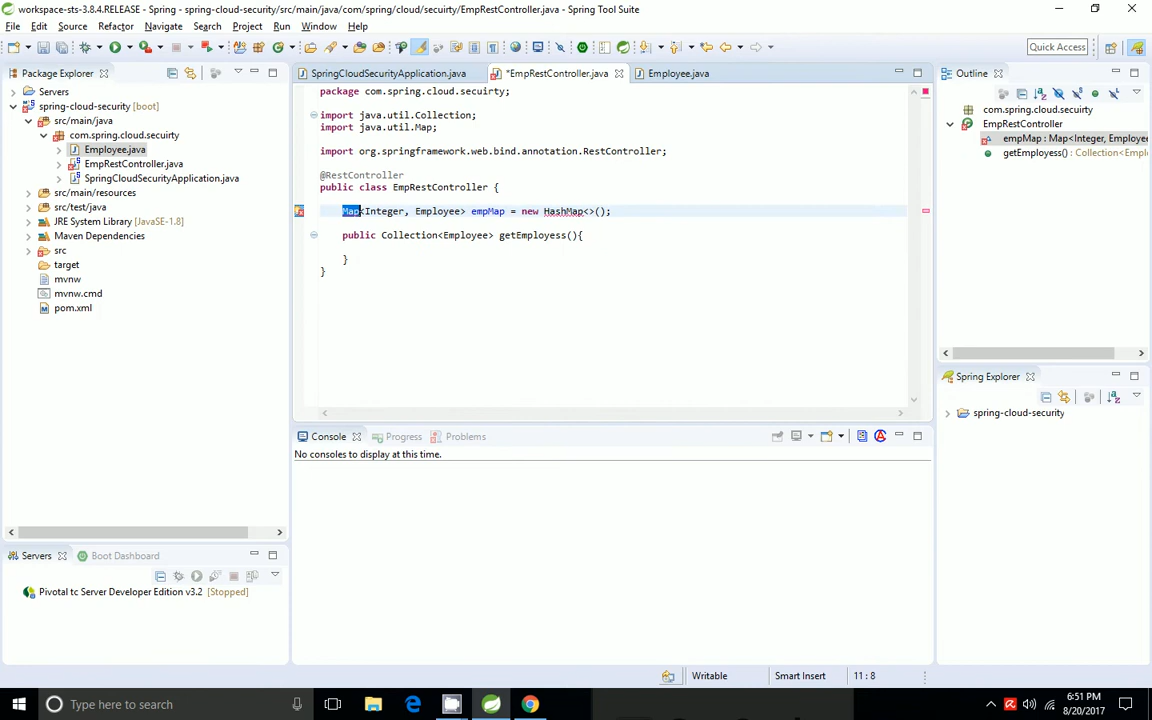 workspace-sts-3.8.4.RELEASE - Spring - spring-cloud-secuirty/src/main/java/com/spring/cloud/secuirty/EmpRestController.java - Spring Tool Suite
File Edit Source Refactor Navigate Search Project Run Window Help
Quick Access
Package Explorer
Servers
spring-cloud-security [boot]
src/main/java
com.spring.cloud.secuirty
Employee.java
EmpRestController.java
SpringCloudSecurityApplication.java
src/main/resources
src/test/java
JRE System Library [JavaSE-1.8]
Maven Dependencies
src
target
mvnw
mvnw.cmd
pom.xml
SpringCloudSecurityApplication.java *EmpRestController.java Employee.java
package com.spring.cloud.secuirty;
import java.util.Collection;
import java.util.Map;
import org.springframework.web.bind.annotation.RestController;
@RestController
public class EmpRestController {
Map<Integer, Employee> empMap = new HashMap<>();
public Collection<Employee> getEmployess(){
}
}
Outline
com.spring.cloud.secuirty
EmpRestController
empMap : Map<Integer, Employee
getEmployess() : Collection<Empl
Spring Explorer
spring-cloud-security
Console Progress Problems
No consoles to display at this time.
Servers Boot Dashboard
Pivotal tc Server Developer Edition v3.2 [Stopped]
Writable Smart Insert 11 : 8
Type here to search
6:51 PM
8/20/2017